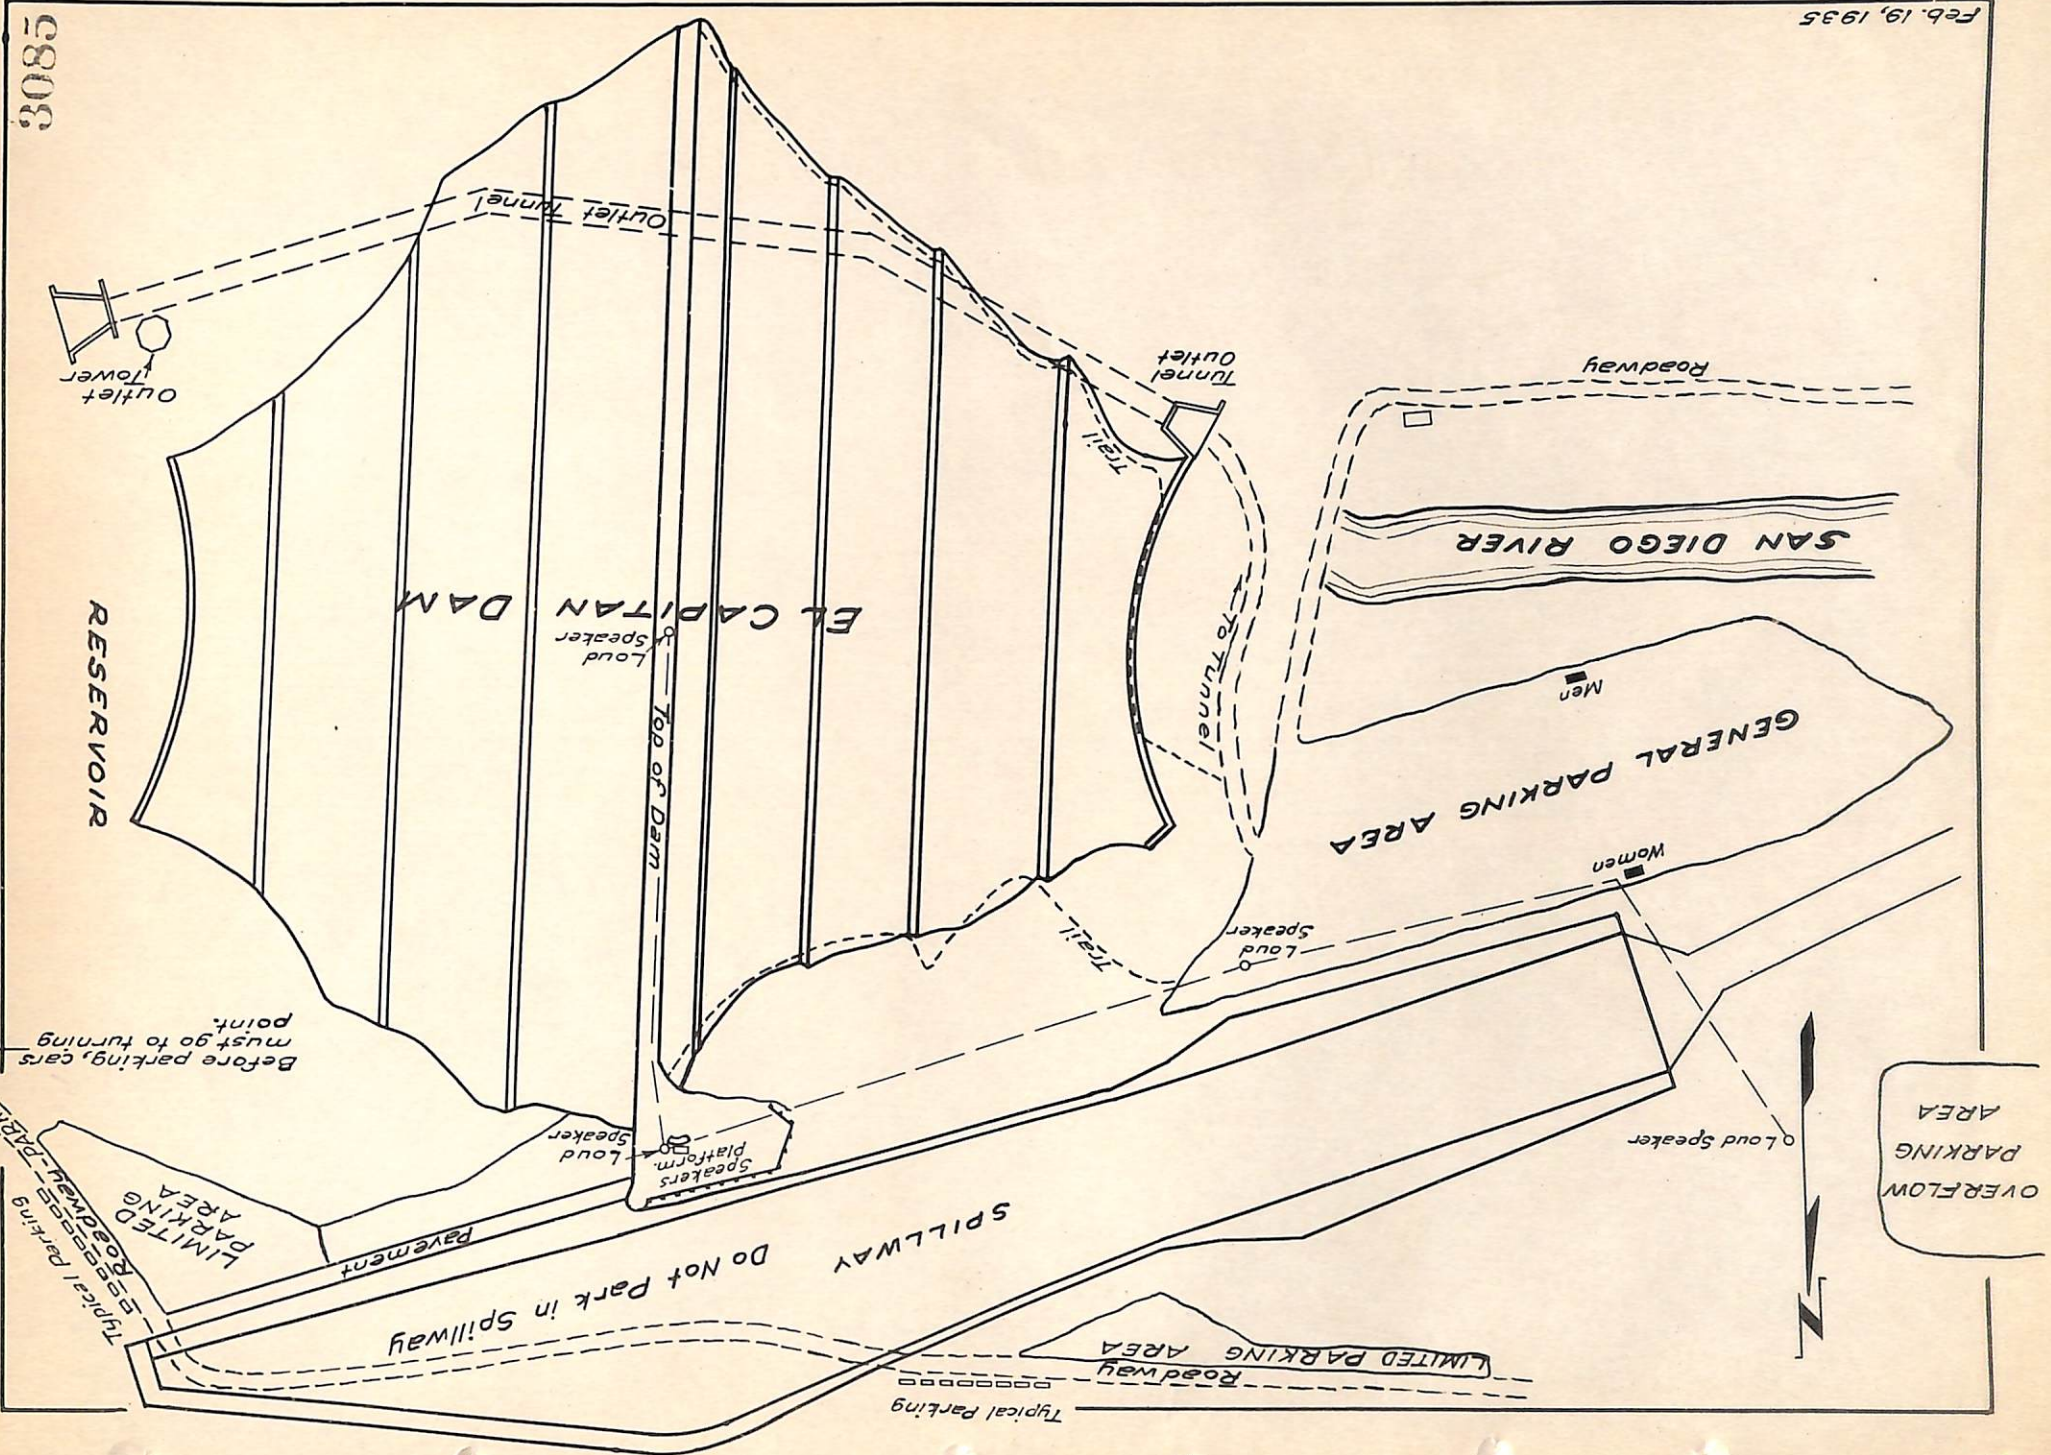 Typical Parking
Roadway
LIMITED PARKING AREA
Typical Parking
Roadway
LIMITED
PARKING
AREA
Pavement
Do Not Park in Spillway
SPILLWAY
OVERFLOW
PARKING
AREA
Loud Speaker
Speakers
Platform.
Loud
Speaker
Before parking, cars
must go to turning
point.
Loud
Speaker
Trail
Women
GENERAL PARKING AREA
Men
Top of Dam
To Tunnel
RESERVOIR
Loud
Speaker
EL CAPITAN DAM
SAN DIEGO RIVER
Trail
Outlet
Tower
Tunnel
Outlet
Roadway
Outlet Tunnel
Feb. 19, 1935
3085
N